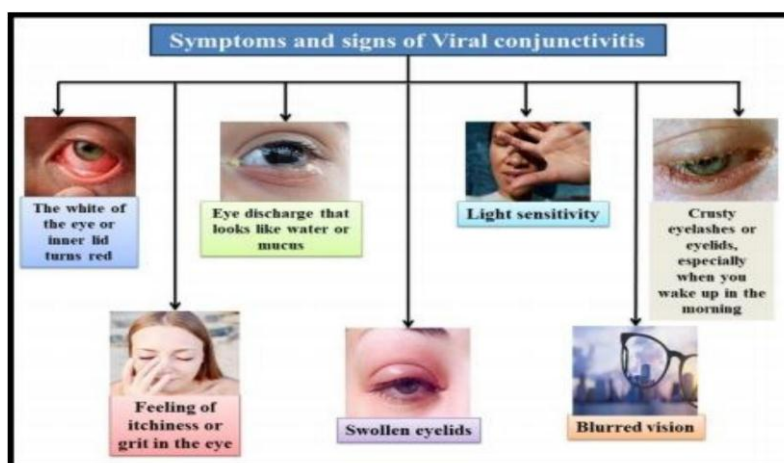 Symptoms and signs of Viral conjunctivitis
The white of
the eye or
inner lid
turns red
Eye discharge that
looks like water or
mucus
Light sensitivity
Crusty
eyelashes or
eyelids,
especially
when you
wake up in the
morning
Feeling of
itchiness or
grit in the eye
Swollen eyelids
Blurred vision